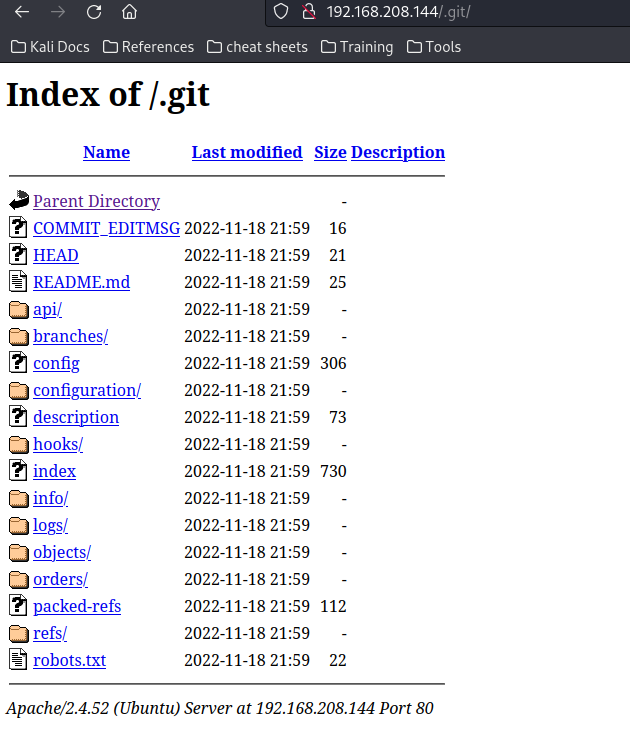 192.168.208.144/.git/
Kali Docs References cheat sheets Training Tools
Index of /.git
Name Last modified Size Description
Parent Directory -
COMMIT_EDITMSG 2022-11-18 21:59 16
HEAD 2022-11-18 21:59 21
README.md 2022-11-18 21:59 25
api/ 2022-11-18 21:59 -
branches/ 2022-11-18 21:59 -
config 2022-11-18 21:59 306
configuration/ 2022-11-18 21:59 -
description 2022-11-18 21:59 73
hooks/ 2022-11-18 21:59 -
index 2022-11-18 21:59 730
info/ 2022-11-18 21:59 -
logs/ 2022-11-18 21:59 -
objects/ 2022-11-18 21:59 -
orders/ 2022-11-18 21:59 -
packed-refs 2022-11-18 21:59 112
refs/ 2022-11-18 21:59 -
robots.txt 2022-11-18 21:59 22
Apache/2.4.52 (Ubuntu) Server at 192.168.208.144 Port 80